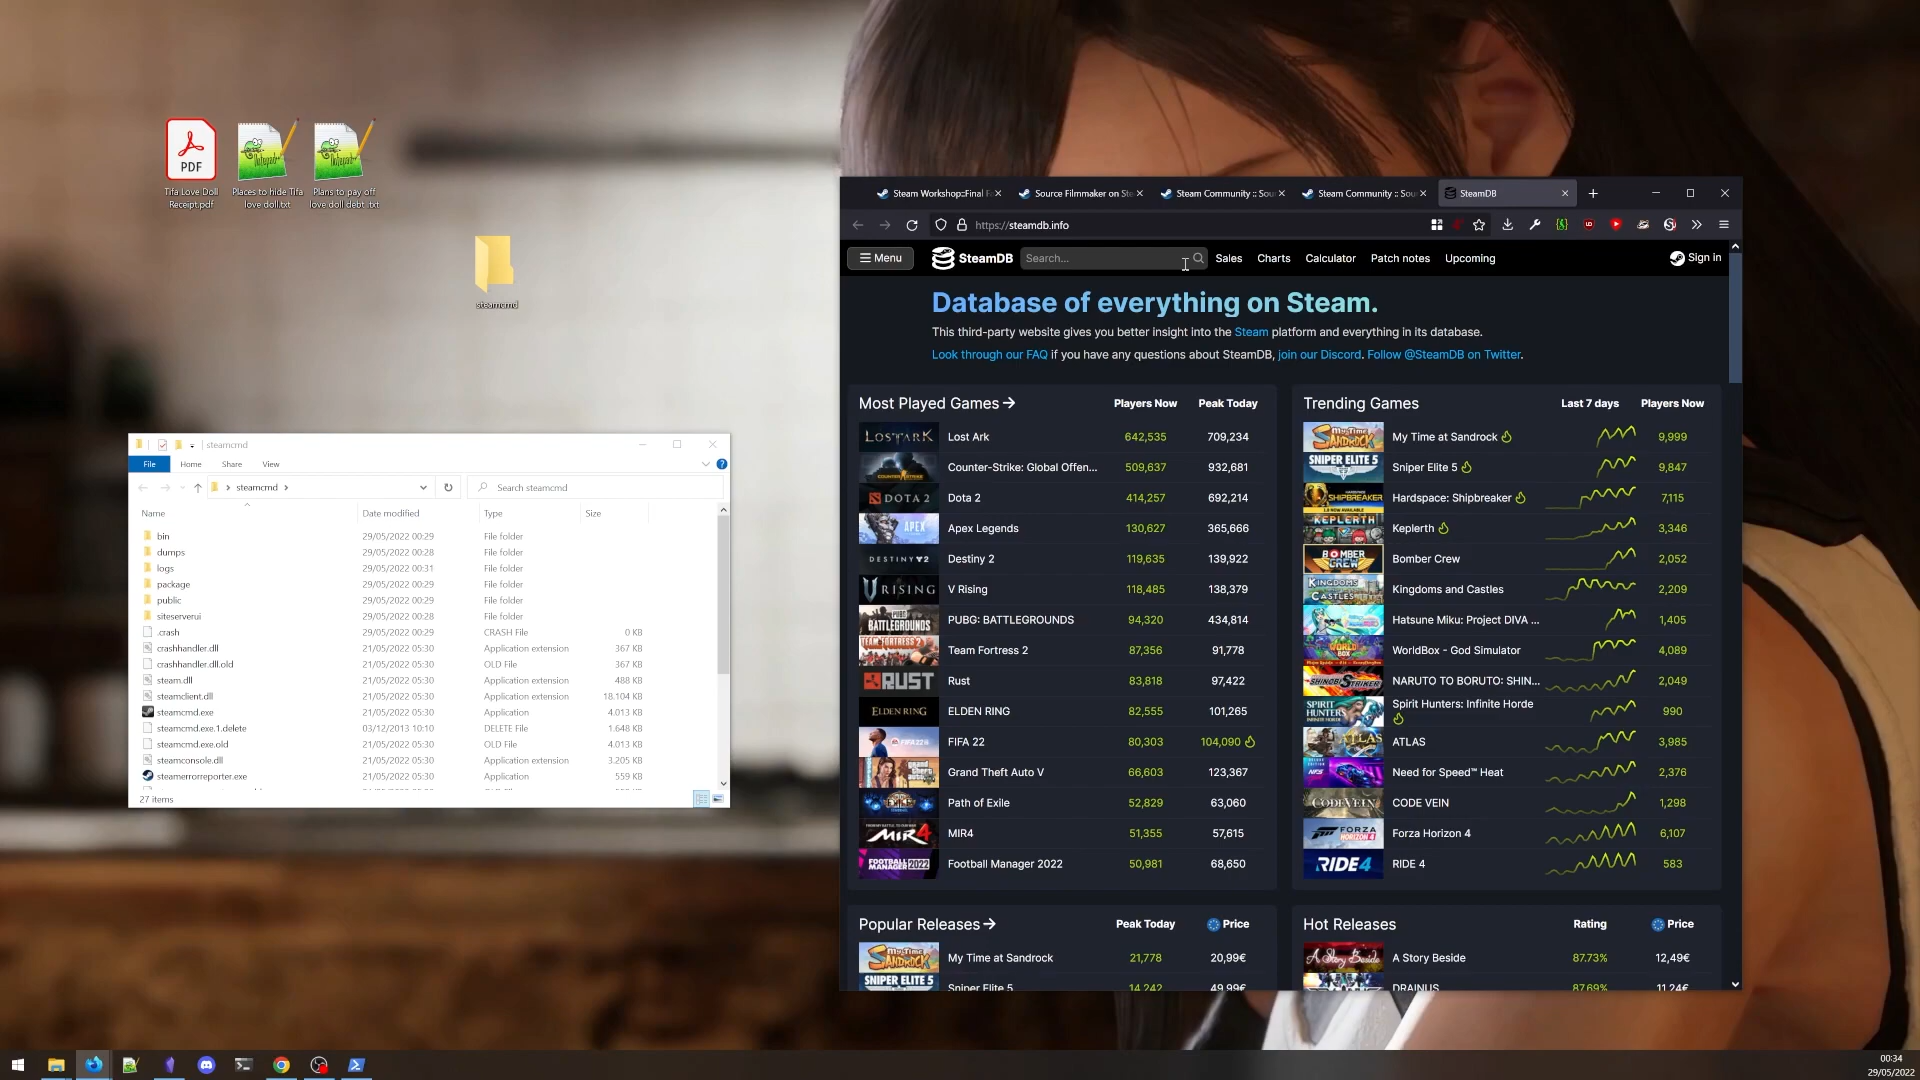 Tifa Love Doll
Receipt.pdf
Places to hide Tifa
love doll.txt
Plans to pay off
love doll debt .txt
steamcmd
steamcmd
File
Home
Share
View
steamcmd
Search steamcmd
Name
Date modified
Type
Size
bin 29/05/2022 00:29 File folder
dumps 29/05/2022 00:28 File folder
logs 29/05/2022 00:31 File folder
package 29/05/2022 00:29 File folder
public 29/05/2022 00:29 File folder
siteserverui 29/05/2022 00:28 File folder
.crash 29/05/2022 00:29 CRASH File 0 KB
crashhandler.dll 21/05/2022 05:30 Application extension 367 KB
crashhandler.dll.old 21/05/2022 05:30 OLD File 367 KB
steam.dll 21/05/2022 05:30 Application extension 488 KB
steamclient.dll 21/05/2022 05:30 Application extension 18.104 KB
steamcmd.exe 21/05/2022 05:30 Application 4.013 KB
steamcmd.exe.1.delete 03/12/2013 10:10 DELETE File 1.648 KB
steamcmd.exe.old 21/05/2022 05:30 OLD File 4.013 KB
steamconsole.dll 21/05/2022 05:30 Application extension 3.205 KB
steamerrorreporter.exe 21/05/2022 05:30 Application 559 KB
27 items
Steam Workshop::Final F
Source Filmmaker on Ste
Steam Community :: Sou
Steam Community :: Sou
SteamDB
https://steamdb.info
Menu
SteamDB
Search...
Sales
Charts
Calculator
Patch notes
Upcoming
Sign in
Database of everything on Steam.
This third-party website gives you better insight into the Steam platform and everything in its database.
Look through our FAQ if you have any questions about SteamDB, join our Discord. Follow @SteamDB on Twitter.
Most Played Games → Players Now Peak Today
Lost Ark 642,535 709,234
Counter-Strike: Global Offen... 509,637 932,681
Dota 2 414,257 692,214
Apex Legends 130,627 365,666
Destiny 2 119,635 139,922
V Rising 118,485 138,379
PUBG: BATTLEGROUNDS 94,320 434,814
Team Fortress 2 87,356 91,778
Rust 83,818 97,422
ELDEN RING 82,555 101,265
FIFA 22 80,303 104,090
Grand Theft Auto V 66,603 123,367
Path of Exile 52,829 63,060
MIR4 51,355 57,615
Football Manager 2022 50,981 68,650
Trending Games Last 7 days Players Now
My Time at Sandrock 9,999
Sniper Elite 5 9,847
Hardspace: Shipbreaker 7,115
Keplerth 3,346
Bomber Crew 2,052
Kingdoms and Castles 2,209
Hatsune Miku: Project DIVA ... 1,405
WorldBox - God Simulator 4,089
NARUTO TO BORUTO: SHIN... 2,049
Spirit Hunters: Infinite Horde 990
ATLAS 3,985
Need for Speed™ Heat 2,376
CODE VEIN 1,298
Forza Horizon 4 6,107
RIDE 4 583
Popular Releases → Peak Today Price
My Time at Sandrock 21,778 20,99€
Sniper Elite 5 14,242 49,99€
Hot Releases Rating Price
A Story Beside 87.73% 12,49€
DRAINUS 87.69% 11,24€
00:34
29/05/2022